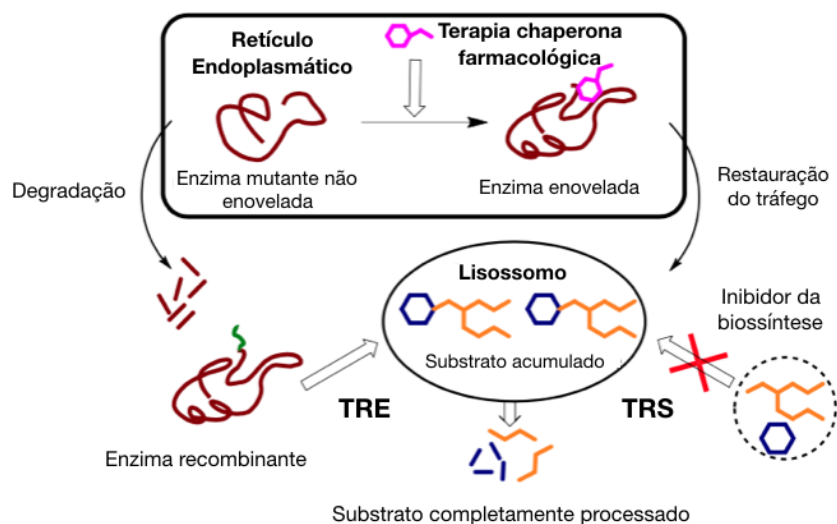 Retículo
Endoplasmático
Terapia chaperona
farmacológica
Enzima mutante não
enovelada
Enzima enovelada
Degradação
Restauração
do tráfego
Lisossomo
Substrato acumulado
Inibidor da
biossíntese
TRE
TRS
Enzima recombinante
Substrato completamente processado